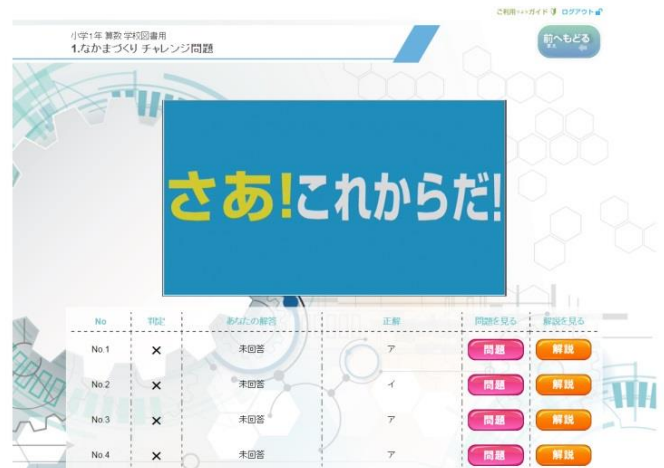 ご利用ガイド ログアウト
小学1年 算数 学校図書用
1.なかまづくり チャレンジ問題
前へもどる
さあ!これからだ!
No 判定 あなたの解答 正解 問題を見る 解説を見る
No.1 × 未回答 ア 問題 解説
No.2 × 未回答 イ 問題 解説
No.3 × 未回答 ア 問題 解説
No.4 × 未回答 ア 問題 解説